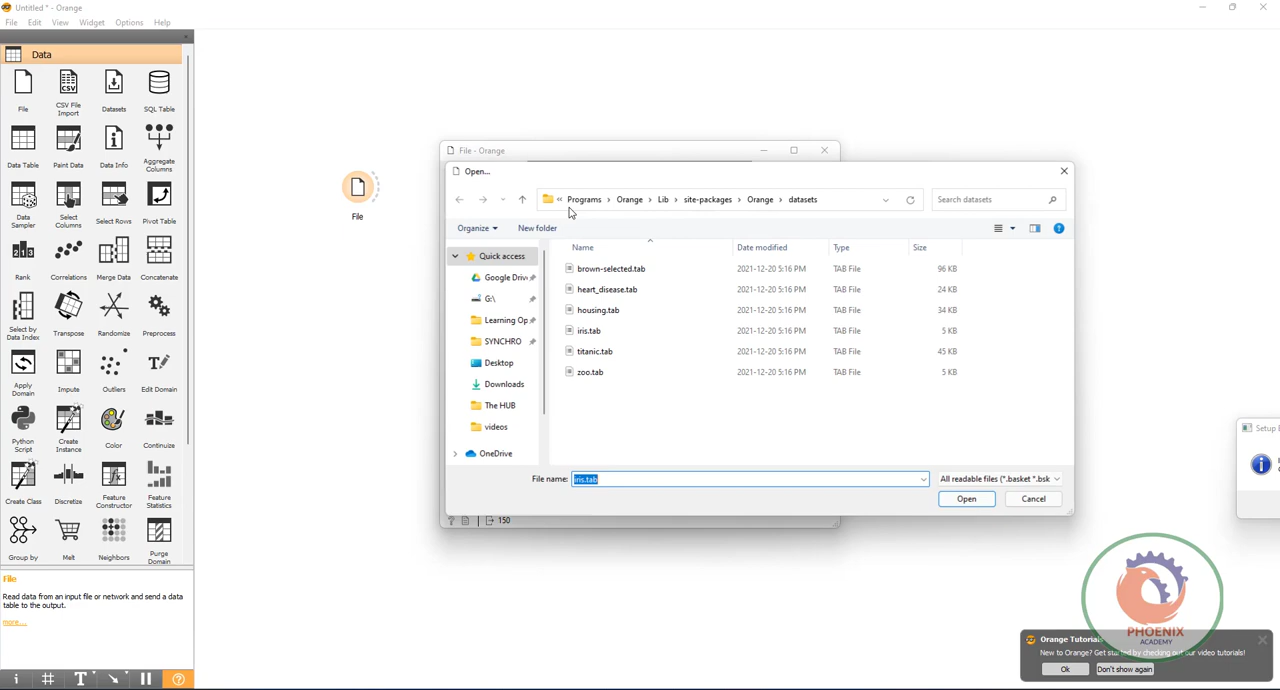 Untitled * - Orange
File Edit View Widget Options Help
Data
File
CSV File
Import
Datasets
SQL Table
Data Table
Paint Data
Data Info
Aggregate
Columns
Data
Sampler
Select
Columns
Select Rows
Pivot Table
Rank
Correlations
Merge Data
Concatenate
Select by
Data Index
Transpose
Randomize
Preprocess
Apply
Domain
Impute
Outliers
Edit Domain
Python
Script
Create
Instance
Color
Continuize
Create Class
Discretize
Feature
Constructor
Feature
Statistics
Group by
Melt
Neighbors
Purge
Domain
File
Read data from an input file or network and send a data
table to the output.
more...
File
File - Orange
Open...
« Programs > Orange > Lib > site-packages > Orange > datasets
Search datasets
Organize New folder
Name Date modified Type Size
brown-selected.tab 2021-12-20 5:16 PM TAB File 96 KB
heart_disease.tab 2021-12-20 5:16 PM TAB File 24 KB
housing.tab 2021-12-20 5:16 PM TAB File 34 KB
iris.tab 2021-12-20 5:16 PM TAB File 5 KB
titanic.tab 2021-12-20 5:16 PM TAB File 45 KB
zoo.tab 2021-12-20 5:16 PM TAB File 5 KB
Quick access
Google Driv
G:\
Learning Op
SYNCHRO
Desktop
Downloads
The HUB
videos
OneDrive
File name: iris.tab
All readable files (*.basket *.bsk
Open Cancel
150
Setup
PHOENIX
ACADEMY
Orange Tutorials
New to Orange? Get started by checking out our video tutorials!
Ok Don't show again